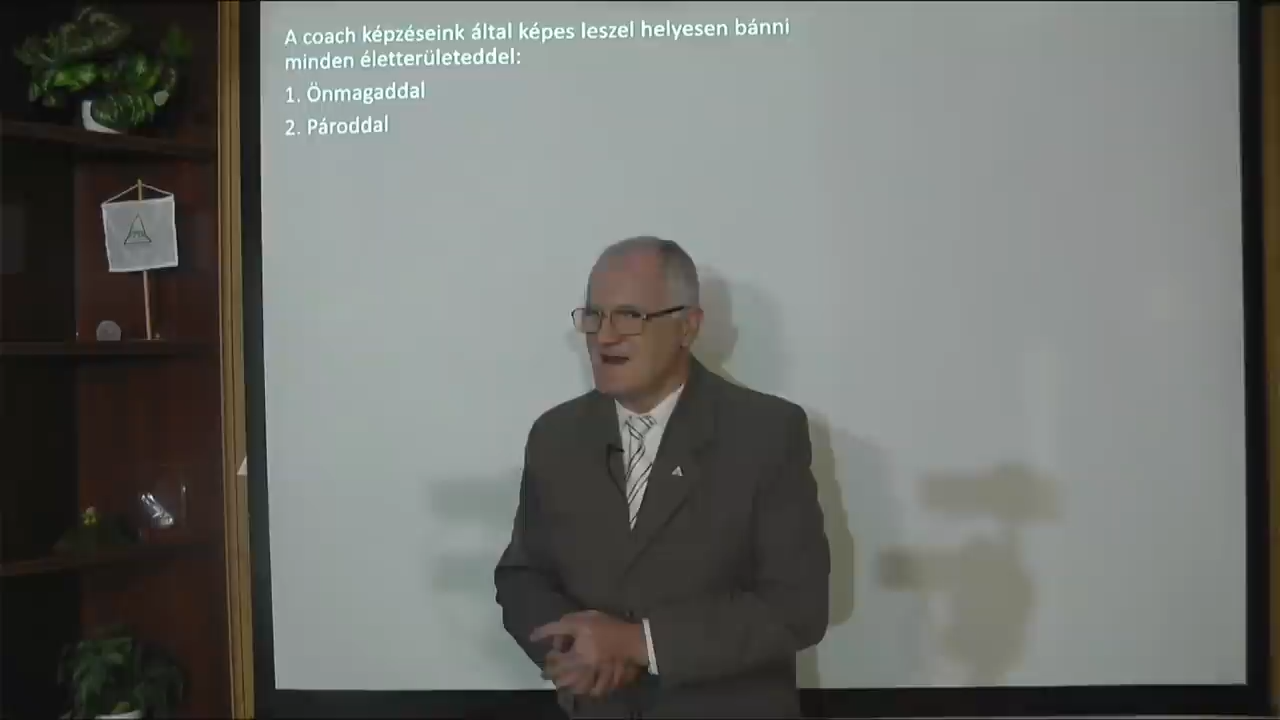 A coach képzéseink által képes leszel helyesen bánni
minden életterületeddel:
1. Önmagaddal
2. Pároddal